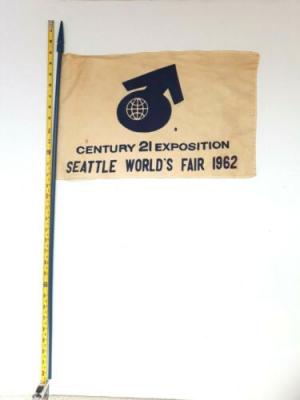 CENTURY 21 EXPOSITION
SEATTLE WORLD'S FAIR 1962